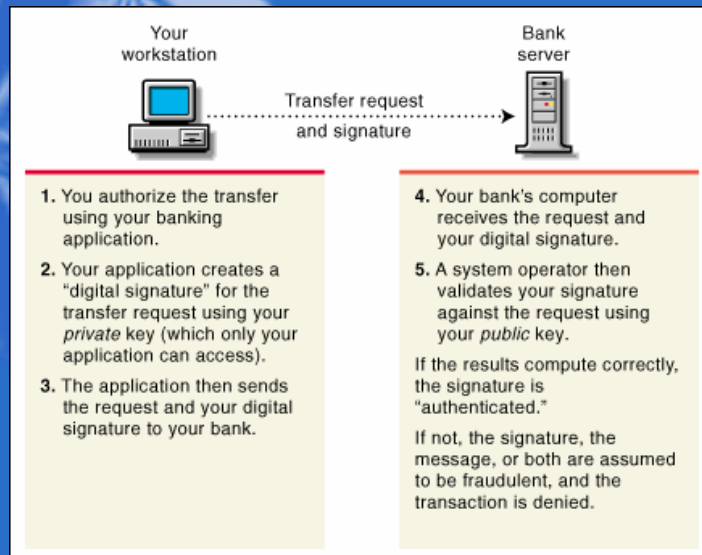 Your
workstation
Bank
server
Transfer request
and signature
1. You authorize the transfer
using your banking
application.
2. Your application creates a
“digital signature” for the
transfer request using your
private key (which only your
application can access).
3. The application then sends
the request and your digital
signature to your bank.
4. Your bank’s computer
receives the request and
your digital signature.
5. A system operator then
validates your signature
against the request using
your public key.
If the results compute correctly,
the signature is
“authenticated.”
If not, the signature, the
message, or both are assumed
to be fraudulent, and the
transaction is denied.